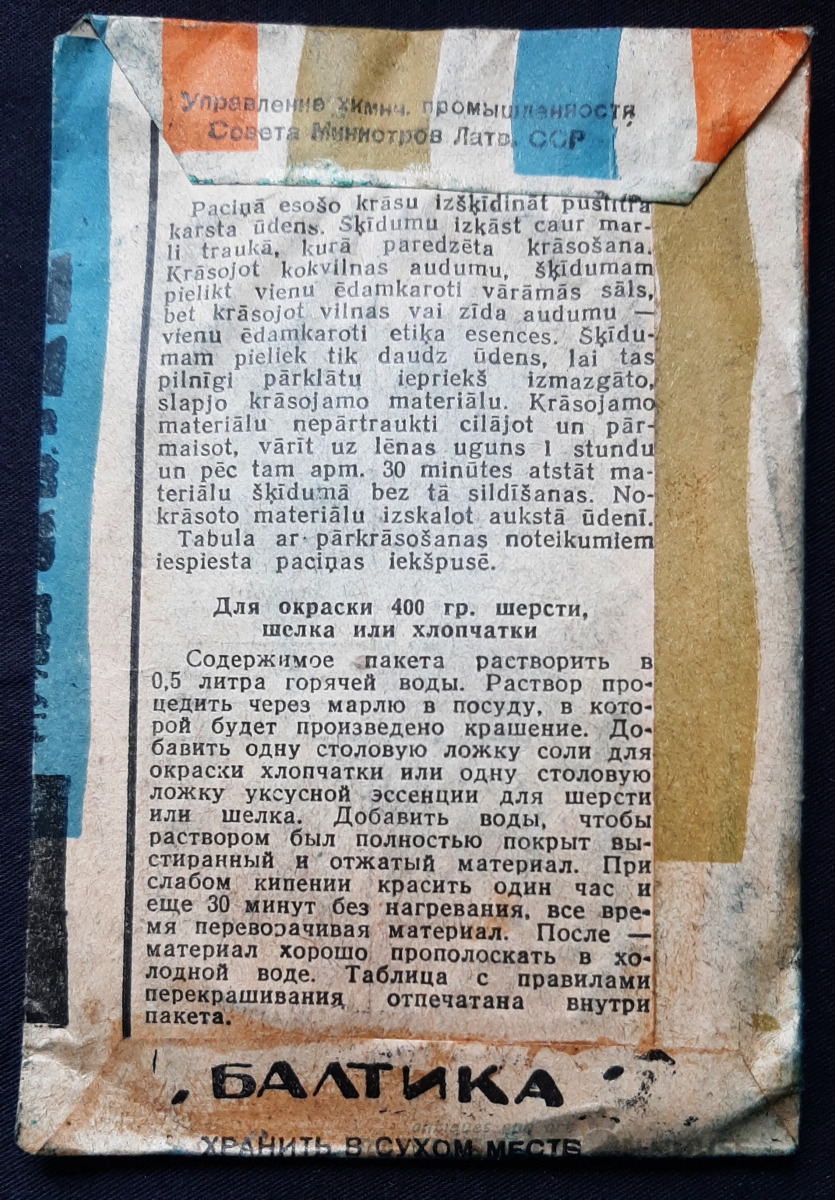 Управление химич. промышленности
Совета Министров Латв. ССР
Paciņā esošo krāsu izšķīdināt puslitrā
karsta ūdens. Šķīdumu izkāst caur mar-
li traukā, kurā paredzēta krāsošana.
Krāsojot kokvilnas audumu, šķīdumam
pielikt vienu ēdamkaroti vārāmās sāls,
bet krāsojot vilnas vai zīda audumu —
vienu ēdamkaroti etiķa esences. Šķīdu-
mam pieliek tik daudz ūdens, lai tas
pilnīgi pārklātu iepriekš izmazgāto,
slapjo krāsojamo materiālu. Krāsojamo
materiālu nepārtraukti cilājot un pār-
maisot, vārīt uz lēnas uguns 1 stundu
un pēc tam apm. 30 minūtes atstāt ma-
teriālu šķīdumā bez tā sildīšanas. No-
krāsoto materiālu izskalot aukstā ūdenī.
Tabula ar pārkrāsošanas noteikumiem
iespiesta paciņas iekšpusē.
Для окраски 400 гр. шерсти,
шелка или хлопчатки
Содержимое пакета растворить в
0,5 литра горячей воды. Раствор про-
цедить через марлю в посуду, в кото-
рой будет произведено крашение. До-
бавить одну столовую ложку соли для
окраски хлопчатки или одну столовую
ложку уксусной эссенции для шерсти
или шелка. Добавить воды, чтобы
раствором был полностью покрыт вы-
стиранный и отжатый материал. При
слабом кипении красить один час и
еще 30 минут без нагревания, все вре-
мя переворачивая материал. После —
материал хорошо прополоскать в хо-
лодной воде. Таблица с правилами
перекрашивания отпечатана внутри
пакета.
„БАЛТИКА"
antiques and art
ХРАНИТЬ В СУХОМ МЕСТЕ